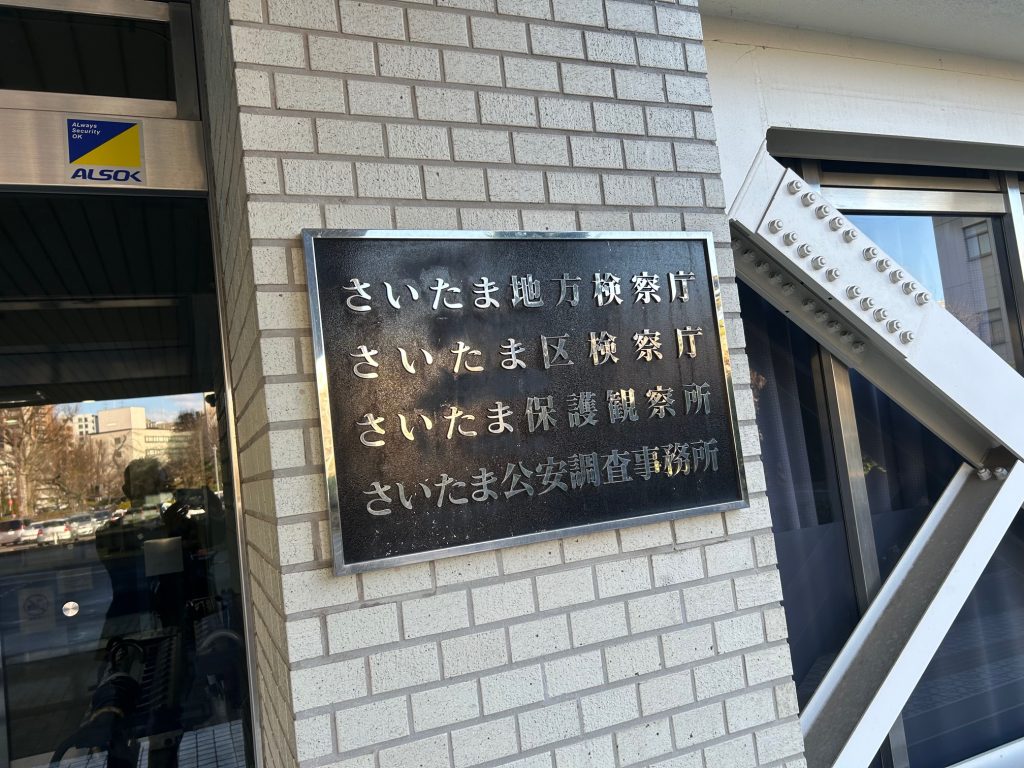 ALways
Security
OK
ALSOK
さいたま地方検察庁
さいたま区検察庁
さいたま保護観察所
さいたま公安調査事務所